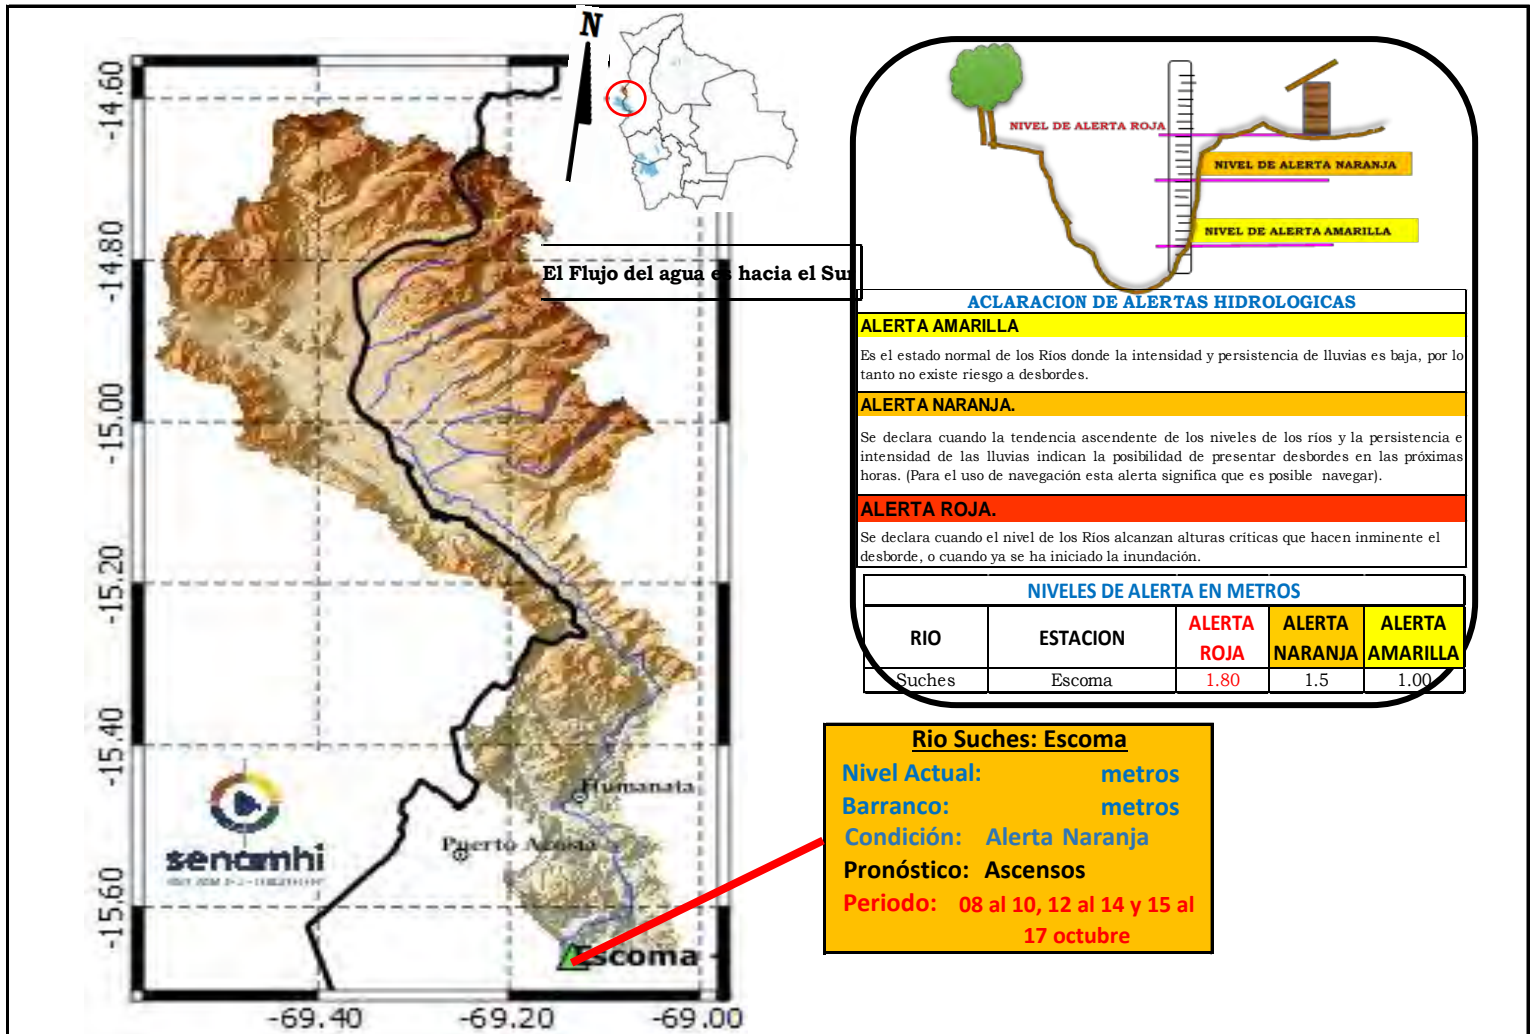 N
-14.60
-14.80
-15.00
-15.20
-15.40
-15.60
-69.40
-69.20
-69.00
El Flujo del agua es hacia el Sur
Humanata
Puerto Acosta
Escoma
senamhi
NIVEL DE ALERTA ROJA
NIVEL DE ALERTA NARANJA
NIVEL DE ALERTA AMARILLA
ACLARACION DE ALERTAS HIDROLOGICAS
ALERTA AMARILLA
Es el estado normal de los Ríos donde la intensidad y persistencia de lluvias es baja, por lo
tanto no existe riesgo a desbordes.
ALERTA NARANJA.
Se declara cuando la tendencia ascendente de los niveles de los ríos y la persistencia e
intensidad de las lluvias indican la posibilidad de presentar desbordes en las próximas
horas. (Para el uso de navegación esta alerta significa que es posible navegar).
ALERTA ROJA.
Se declara cuando el nivel de los Ríos alcanzan alturas críticas que hacen inminente el
desborde, o cuando ya se ha iniciado la inundación.
NIVELES DE ALERTA EN METROS
RIO ESTACION ALERTA ROJA ALERTA NARANJA ALERTA AMARILLA
Suches Escoma 1.80 1.5 1.00
Rio Suches: Escoma
Nivel Actual: metros
Barranco: metros
Condición: Alerta Naranja
Pronóstico: Ascensos
Periodo: 08 al 10, 12 al 14 y 15 al
17 octubre